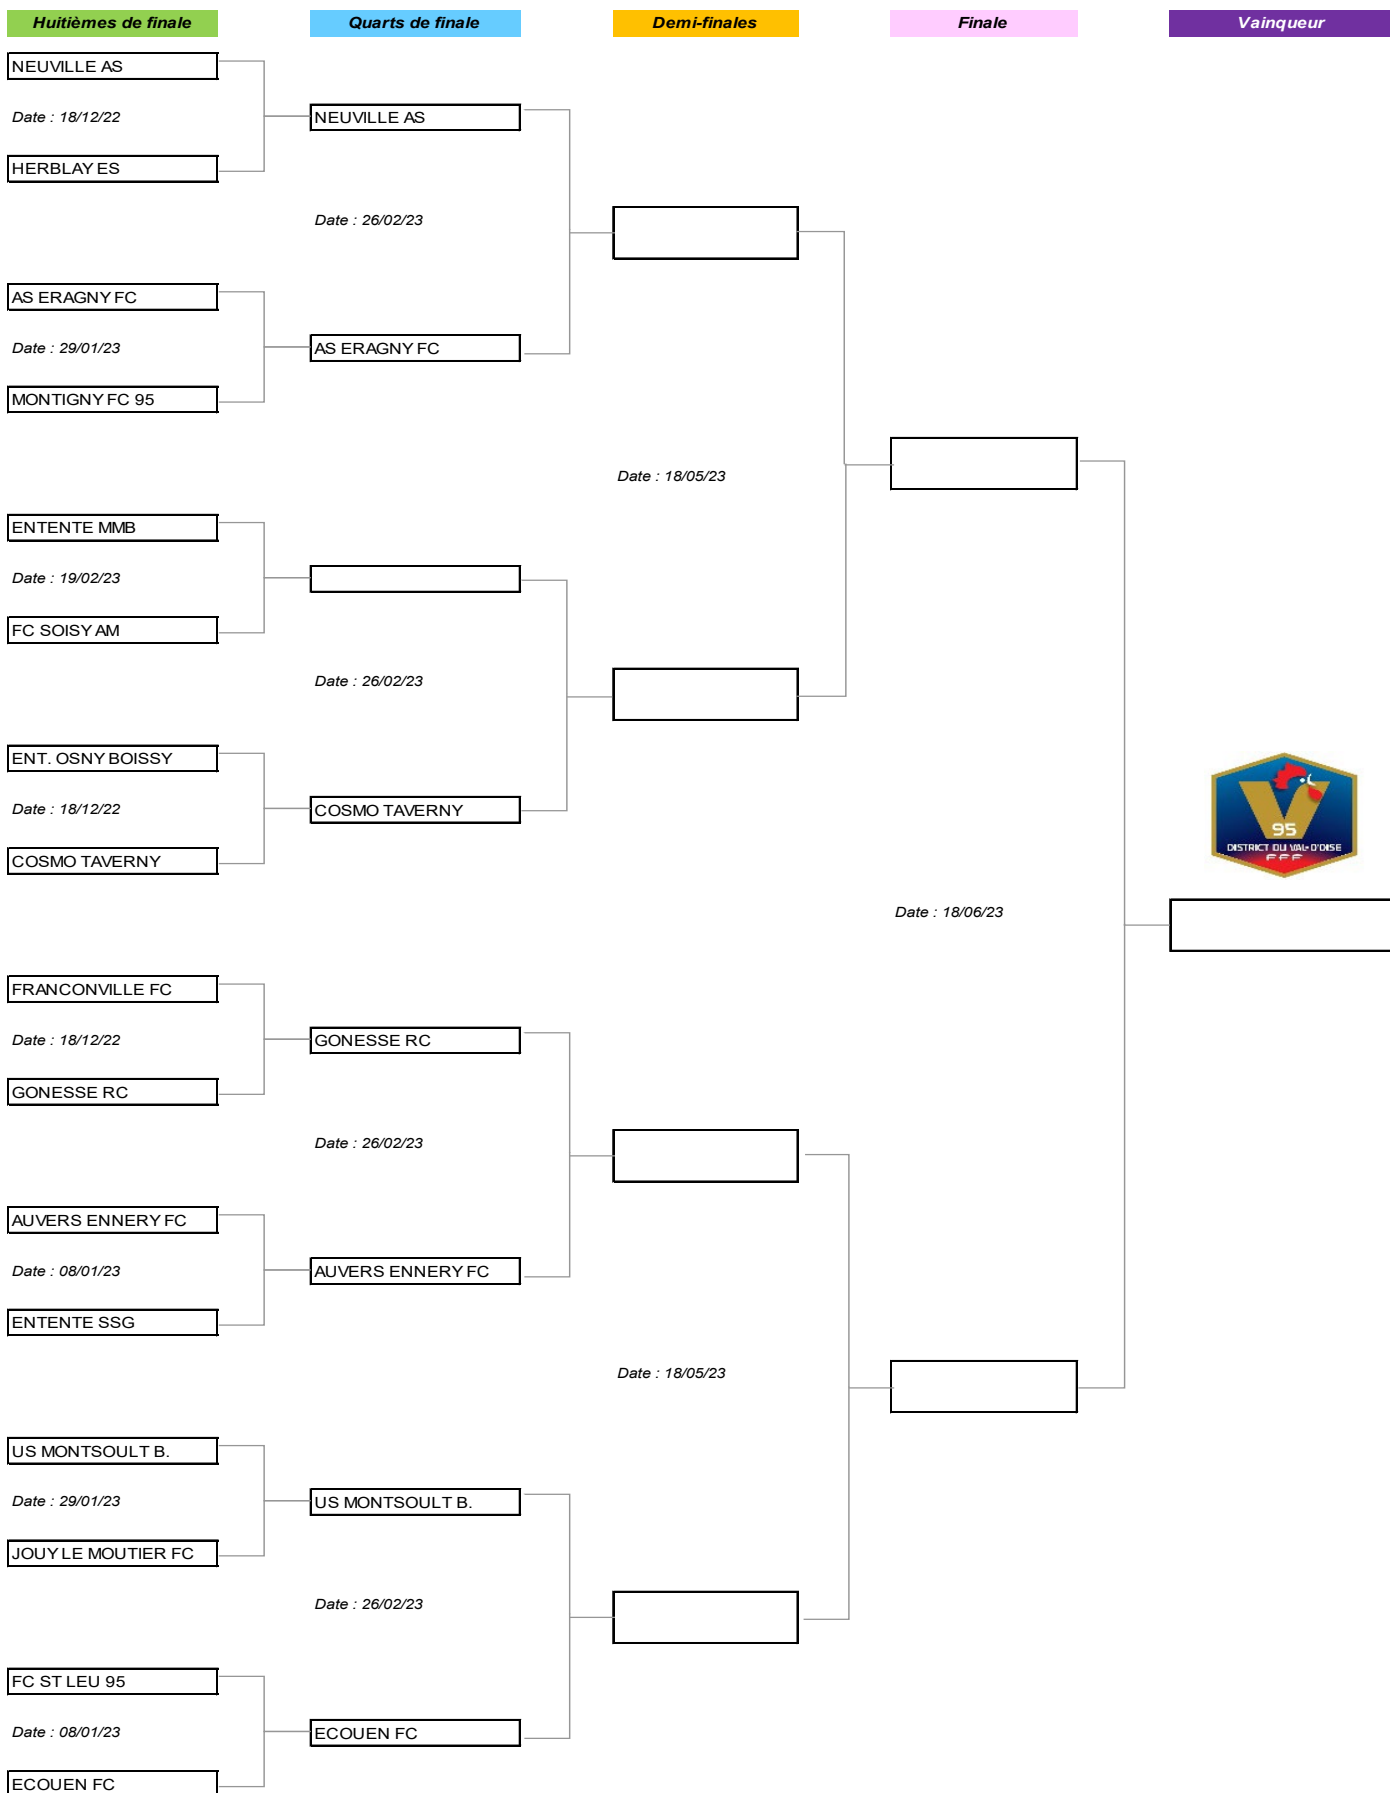 Huitièmes de finale
Quarts de finale
Demi-finales
Finale
Vainqueur
NEUVILLE AS
Date : 18/12/22
NEUVILLE AS
HERBLAY ES
Date : 26/02/23
AS ERAGNY FC
Date : 29/01/23
AS ERAGNY FC
MONTIGNY FC 95
Date : 18/05/23
ENTENTE MMB
Date : 19/02/23
FC SOISY AM
Date : 26/02/23
ENT. OSNY BOISSY
Date : 18/12/22
COSMO TAVERNY
COSMO TAVERNY
95
DISTRICT DU VAL-D'OISE
FFF
Date : 18/06/23
FRANCONVILLE FC
Date : 18/12/22
GONESSE RC
GONESSE RC
Date : 26/02/23
AUVERS ENNERY FC
Date : 08/01/23
AUVERS ENNERY FC
ENTENTE SSG
Date : 18/05/23
US MONTSOULT B.
Date : 29/01/23
US MONTSOULT B.
JOUY LE MOUTIER FC
Date : 26/02/23
FC ST LEU 95
Date : 08/01/23
ECOUEN FC
ECOUEN FC